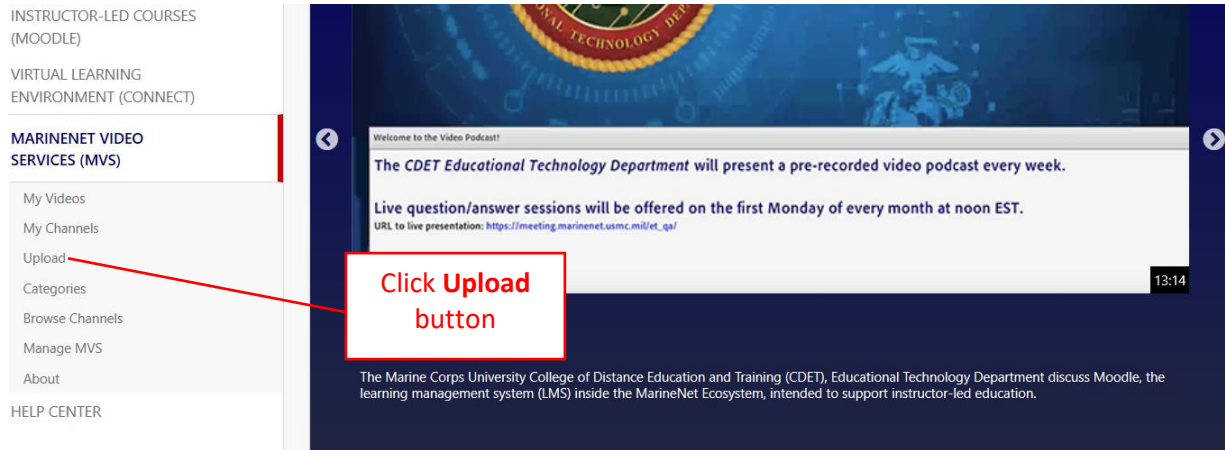 INSTRUCTOR-LED COURSES
(MOODLE)
VIRTUAL LEARNING
ENVIRONMENT (CONNECT)
MARINENET VIDEO
SERVICES (MVS)
My Videos
My Channels
Upload
Categories
Browse Channels
Manage MVS
About
HELP CENTER
TECHNOLOGY
Welcome to the Video Podcast!
The CDET Educational Technology Department will present a pre-recorded video podcast every week.
Live question/answer sessions will be offered on the first Monday of every month at noon EST.
URL to live presentation: https://meeting.marinenet.usmc.mil/et_qa/
Click Upload
button
13:14
The Marine Corps University College of Distance Education and Training (CDET), Educational Technology Department discuss Moodle, the
learning management system (LMS) inside the MarineNet Ecosystem, intended to support instructor-led education.